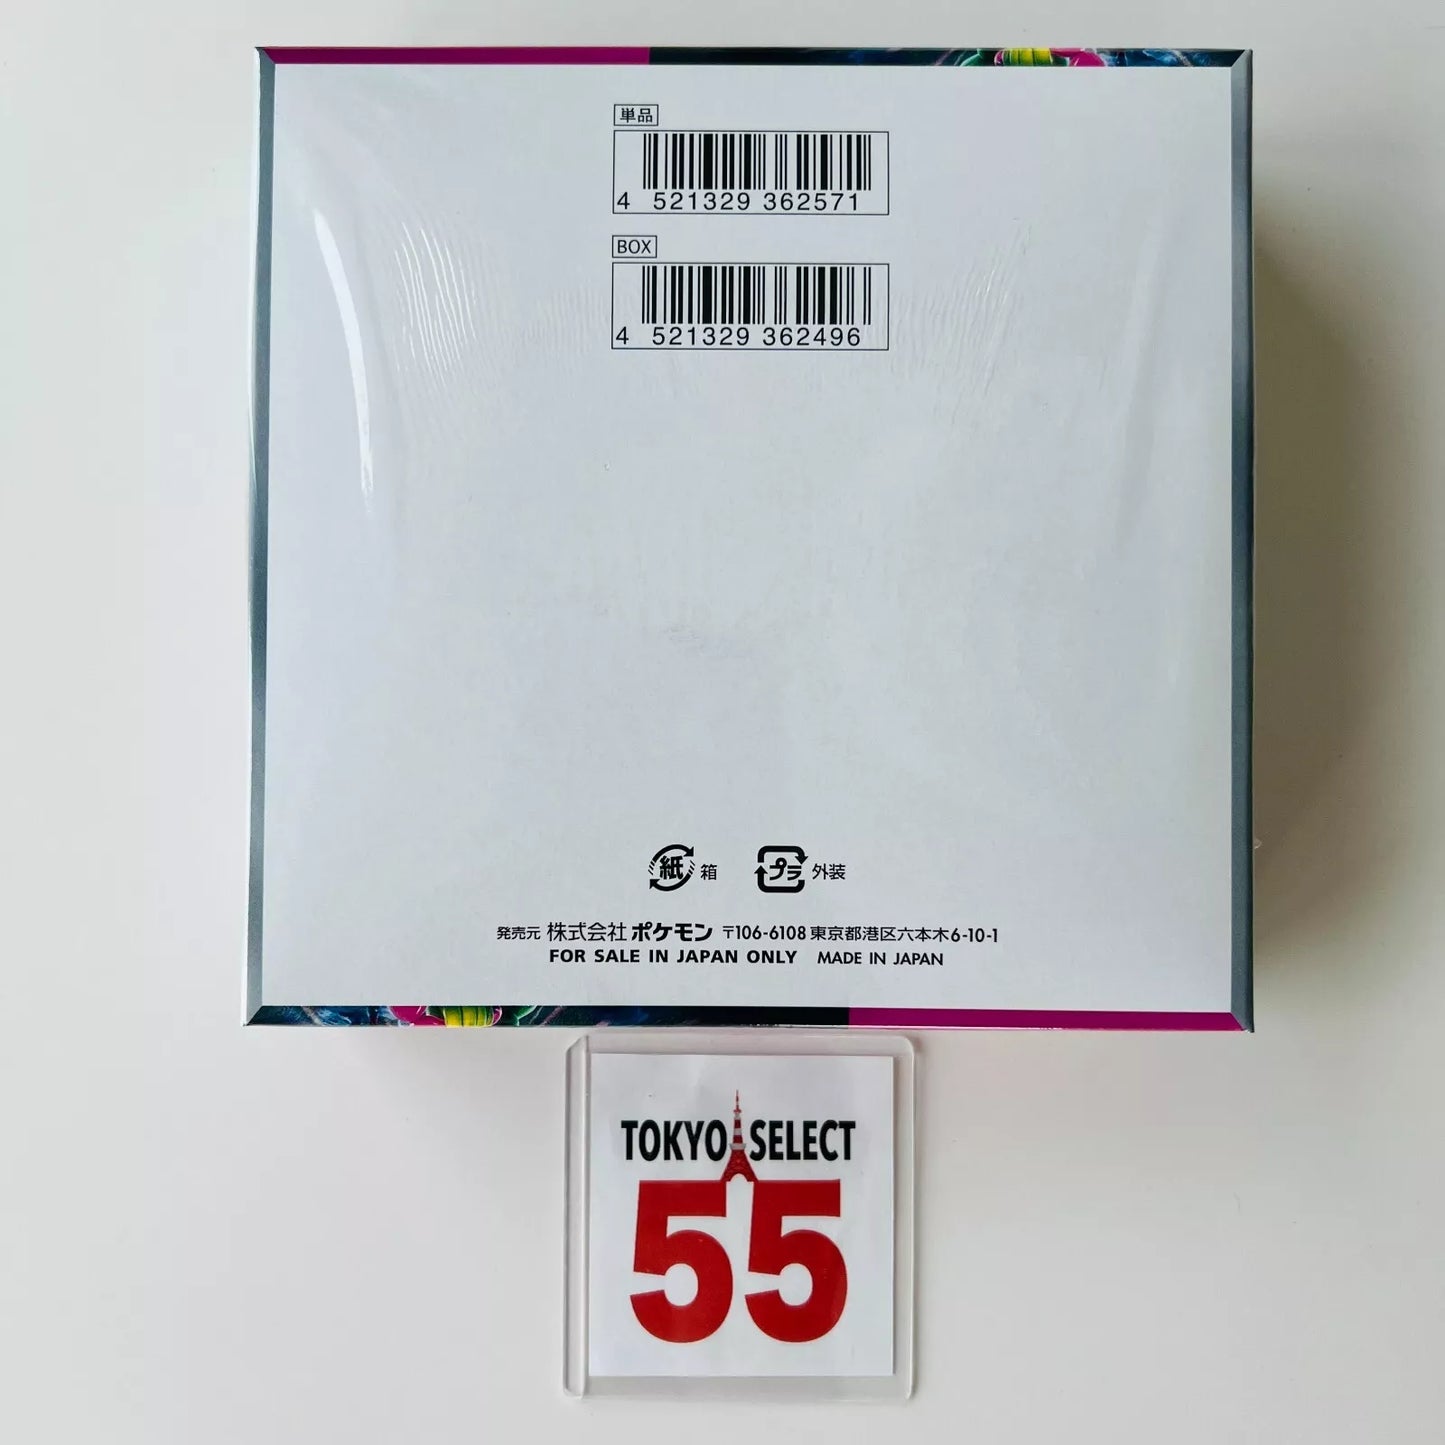 単品
4 521329 362571
BOX
4 521329 362496
紙 箱 プラ 外装
発売元 株式会社ポケモン 〒106-6108 東京都港区六本木6-10-1
FOR SALE IN JAPAN ONLY MADE IN JAPAN
TOKYO SELECT
55